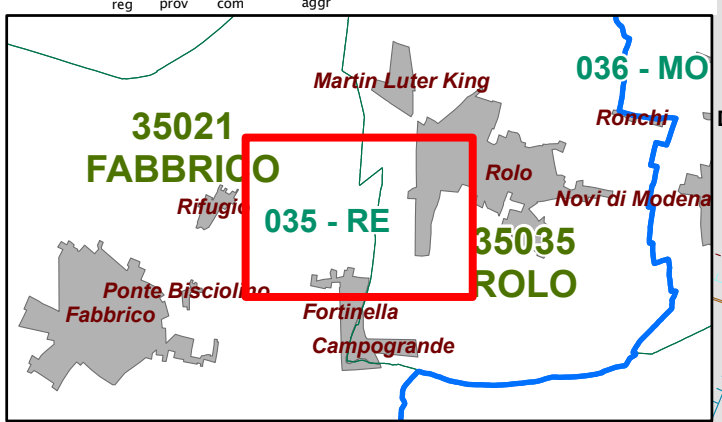 reg prov com aggr
Martin Luter King
036 - MO
35021
FABBRICO
Ronchi
Rolo
Rifugio
Novi di Modena
035 - RE
35035
ROLO
Ponte Bisciolino
Fabbrico
Fortinella
Campogrande